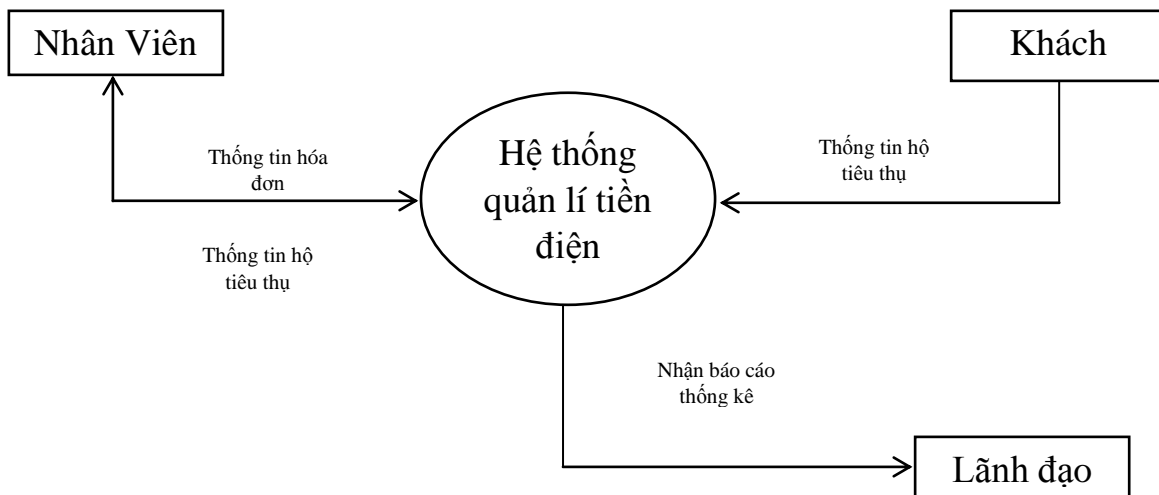 Nhân Viên
Khách
Thống tin hóa
đơn
Hệ thống
quản lí tiền
điện
Thống tin hộ
tiêu thụ
Thống tin hộ
tiêu thụ
Nhận báo cáo
thống kê
Lãnh đạo